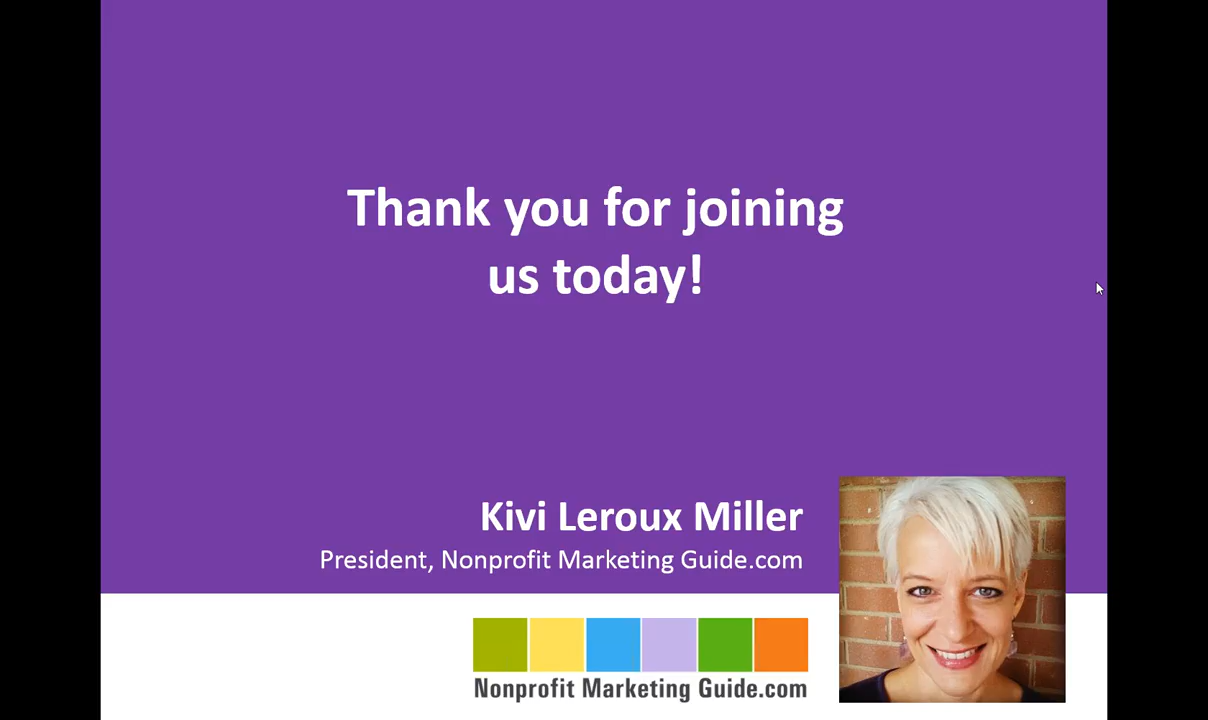 Thank you for joining
us today!
Kivi Leroux Miller
President, Nonprofit Marketing Guide.com
Nonprofit Marketing Guide.com